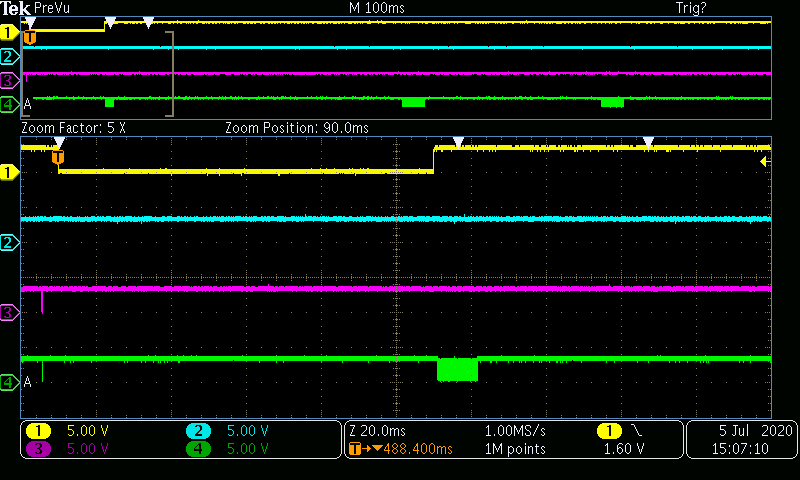 Tek PreVu M 100ms Trig?
T
1
2
3
4 A
Zoom Factor: 5 X Zoom Position: 90.0ms
T
1
2
3
4 A
1 5.00 V 2 5.00 V Z 20.0ms 1.00MS/s 1 5 Jul 2020
3 5.00 V 4 5.00 V T→▼488.400ms 1M points 1.60 V 15:07:10